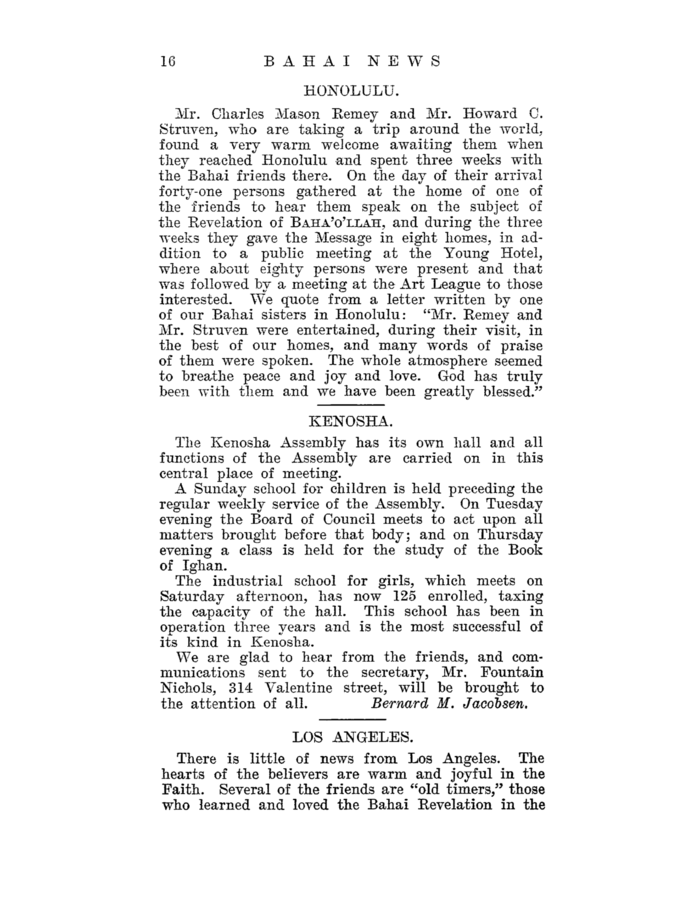 16 BAHAI NEWS
HONOLULU.
Mr. Charles Mason Remey and Mr. Howard C.
Struven, who are taking a trip around the world,
found a very warm welcome awaiting them when
they reached Honolulu and spent three weeks with
the Bahai friends there. On the day of their arrival
forty-one persons gathered at the home of one of
the friends to hear them speak on the subject of
the Revelation of BAHA'O'LLAH, and during the three
weeks they gave the Message in eight homes, in ad-
dition to a public meeting at the Young Hotel,
where about eighty persons were present and that
was followed by a meeting at the Art League to those
interested. We quote from a letter written by one
of our Bahai sisters in Honolulu: "Mr. Remey and
Mr. Struven were entertained, during their visit, in
the best of our homes, and many words of praise
of them were spoken. The whole atmosphere seemed
to breathe peace and joy and love. God has truly
been with them and we have been greatly blessed."
KENOSHA.
The Kenosha Assembly has its own hall and all
functions of the Assembly are carried on in this
central place of meeting.
A Sunday school for children is held preceding the
regular weekly service of the Assembly. On Tuesday
evening the Board of Council meets to act upon all
matters brought before that body; and on Thursday
evening a class is held for the study of the Book
of Ighan.
The industrial school for girls, which meets on
Saturday afternoon, has now 125 enrolled, taxing
the capacity of the hall. This school has been in
operation three years and is the most successful of
its kind in Kenosha.
We are glad to hear from the friends, and com-
munications sent to the secretary, Mr. Fountain
Nichols, 314 Valentine street, will be brought to
the attention of all. Bernard M. Jacobsen.
LOS ANGELES.
There is little of news from Los Angeles. The
hearts of the believers are warm and joyful in the
Faith. Several of the friends are "old timers," those
who learned and loved the Bahai Revelation in the